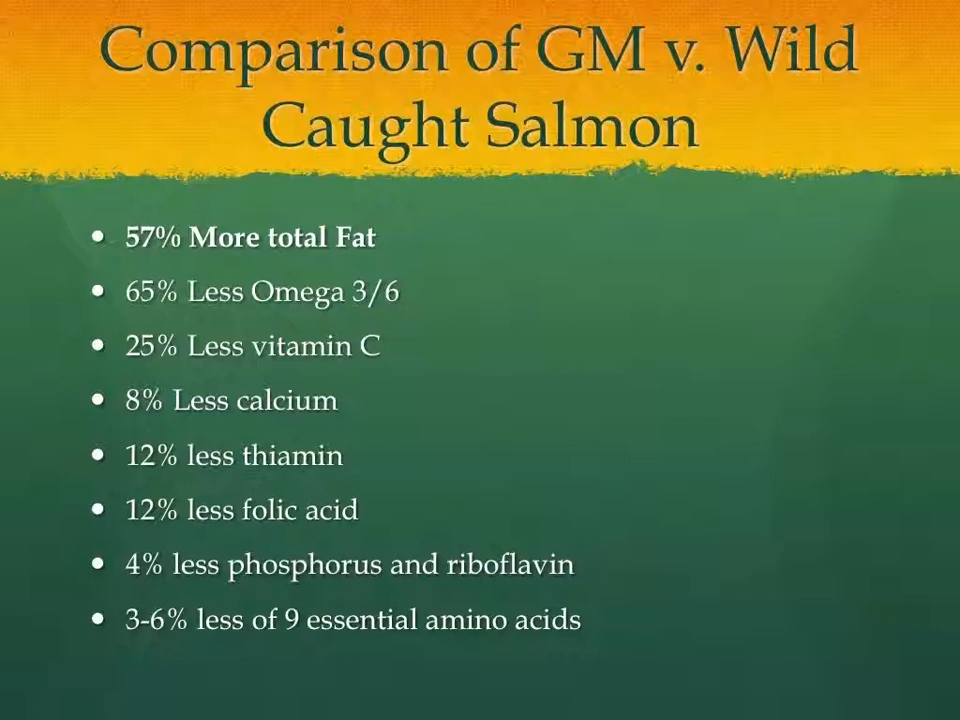 Comparison of GM v. Wild
Caught Salmon
• 57% More total Fat
• 65% Less Omega 3/6
• 25% Less vitamin C
• 8% Less calcium
• 12% less thiamin
• 12% less folic acid
• 4% less phosphorus and riboflavin
• 3-6% less of 9 essential amino acids